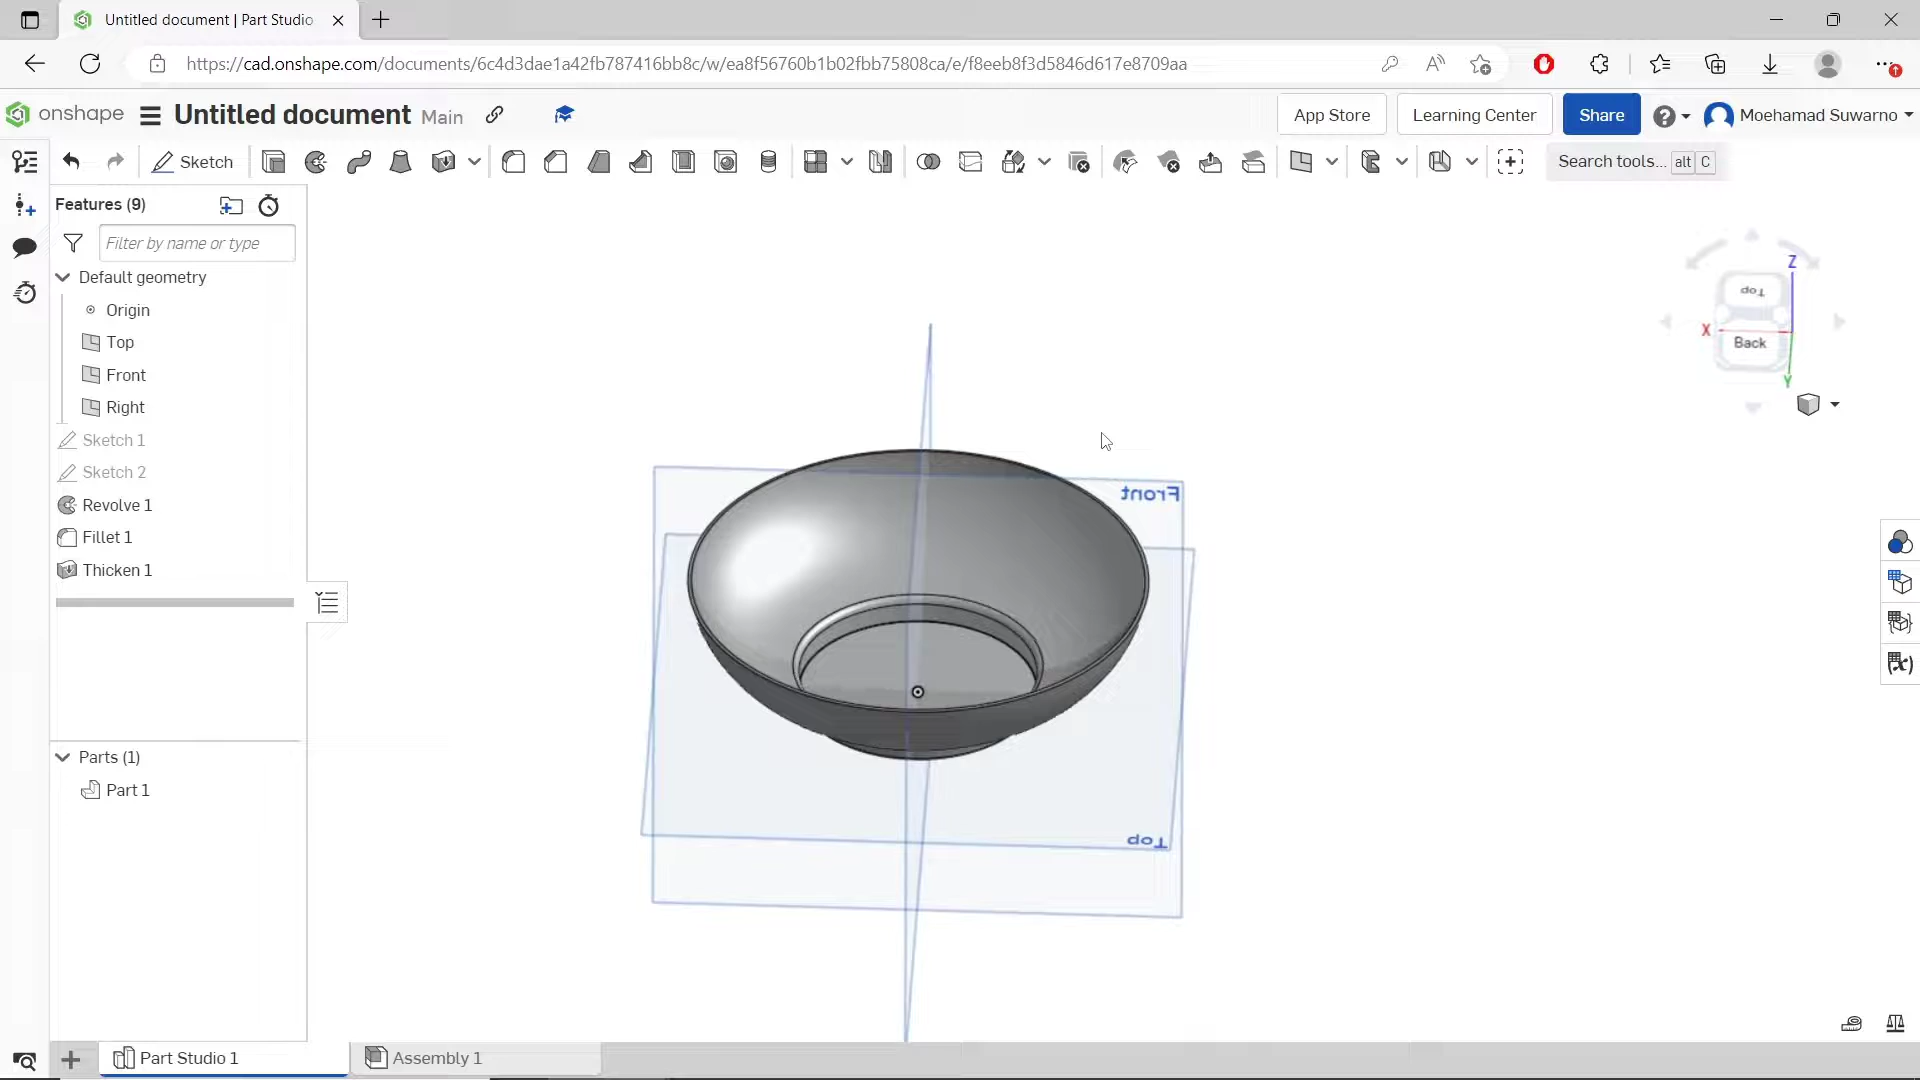 Untitled document | Part Studio
https://cad.onshape.com/documents/6c4d3dae1a42fb787416bb8c/w/ea8f56760b1b02fbb75808ca/e/f8eeb8f3d5846d617e8709aa
onshape Untitled document Main App Store Learning Center Share Moehamad Suwarno
Sketch Search tools... alt C
Features (9)
Filter by name or type
Default geometry
Origin
Top
Front
Right
Sketch 1
Sketch 2
Revolve 1
Fillet 1
Thicken 1
Parts (1)
Part 1
Z
Top
X
Back
Y
Front
Top
Part Studio 1
Assembly 1